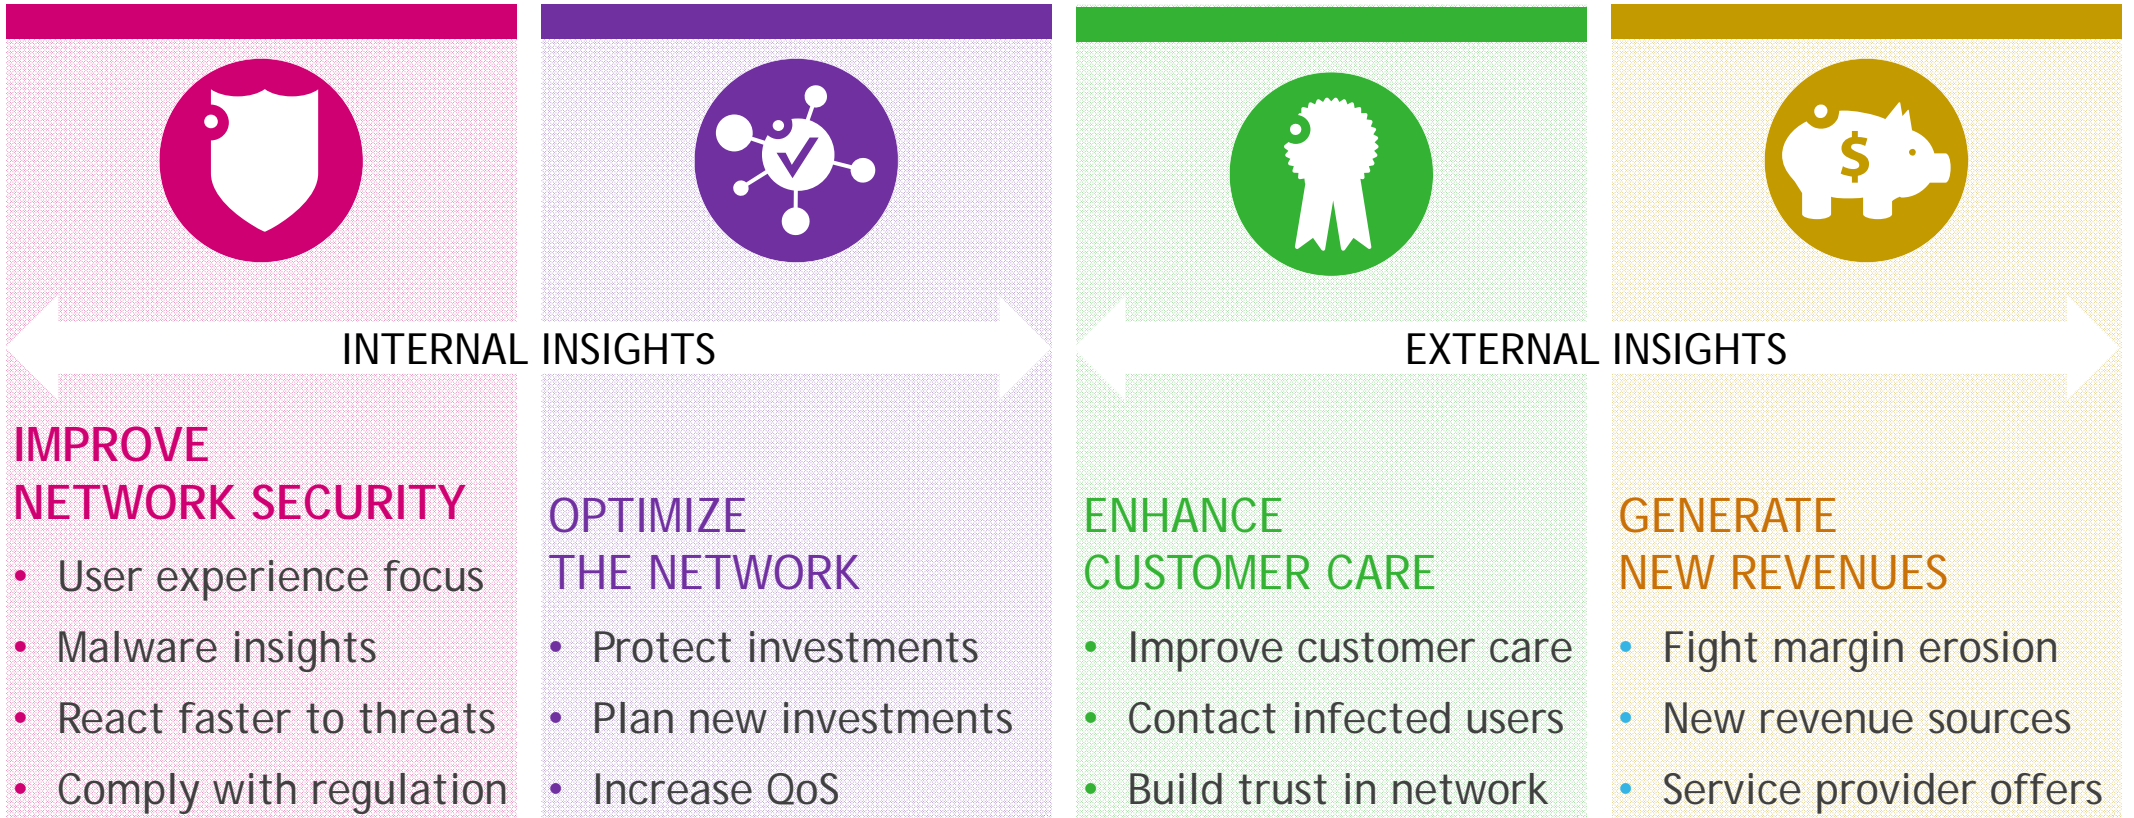 INTERNAL INSIGHTS
EXTERNAL INSIGHTS
IMPROVE
NETWORK SECURITY
• User experience focus
• Malware insights
• React faster to threats
• Comply with regulation
OPTIMIZE
THE NETWORK
• Protect investments
• Plan new investments
• Increase QoS
ENHANCE
CUSTOMER CARE
• Improve customer care
• Contact infected users
• Build trust in network
$
GENERATE
NEW REVENUES
• Fight margin erosion
• New revenue sources
• Service provider offers